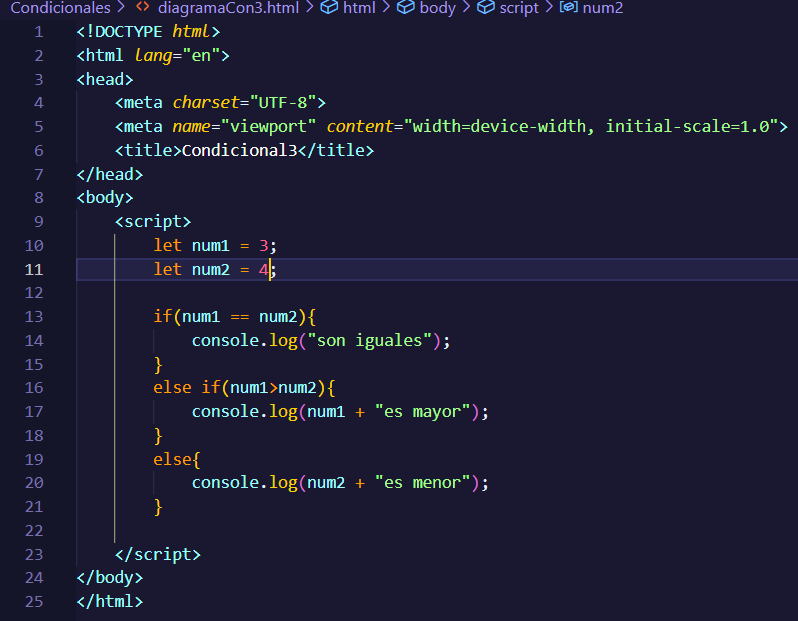 Condicionales > <> diagramaCon3.html > html > body > script > num2
1 <!DOCTYPE html>
2 <html lang="en">
3 <head>
4     <meta charset="UTF-8">
5     <meta name="viewport" content="width=device-width, initial-scale=1.0">
6     <title>Condicional3</title>
7 </head>
8 <body>
9     <script>
10         let num1 = 3;
11         let num2 = 4;
12
13         if(num1 == num2){
14             console.log("son iguales");
15         }
16         else if(num1>num2){
17             console.log(num1 + "es mayor");
18         }
19         else{
20             console.log(num2 + "es menor");
21         }
22
23     </script>
24 </body>
25 </html>